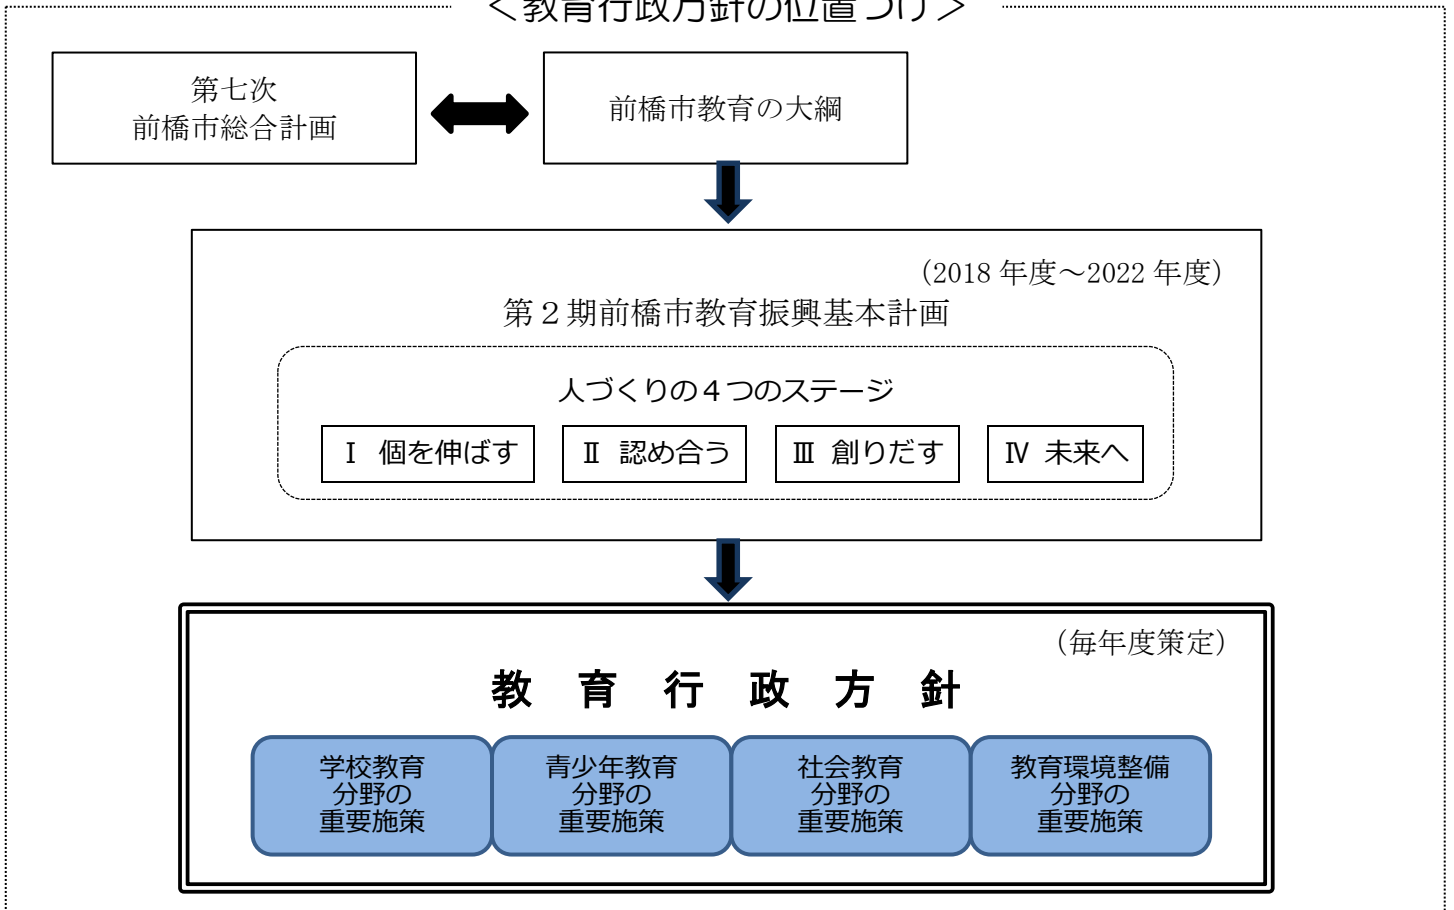 ＜教育行政方針の位置づけ＞
第七次
前橋市総合計画
前橋市教育の大綱
（2018 年度～2022 年度）
第２期前橋市教育振興基本計画
人づくりの４つのステージ
Ⅰ 個を伸ばす
Ⅱ 認め合う
Ⅲ 創りだす
Ⅳ 未来へ
（毎年度策定）
教 育 行 政 方 針
学校教育
分野の
重要施策
青少年教育
分野の
重要施策
社会教育
分野の
重要施策
教育環境整備
分野の
重要施策